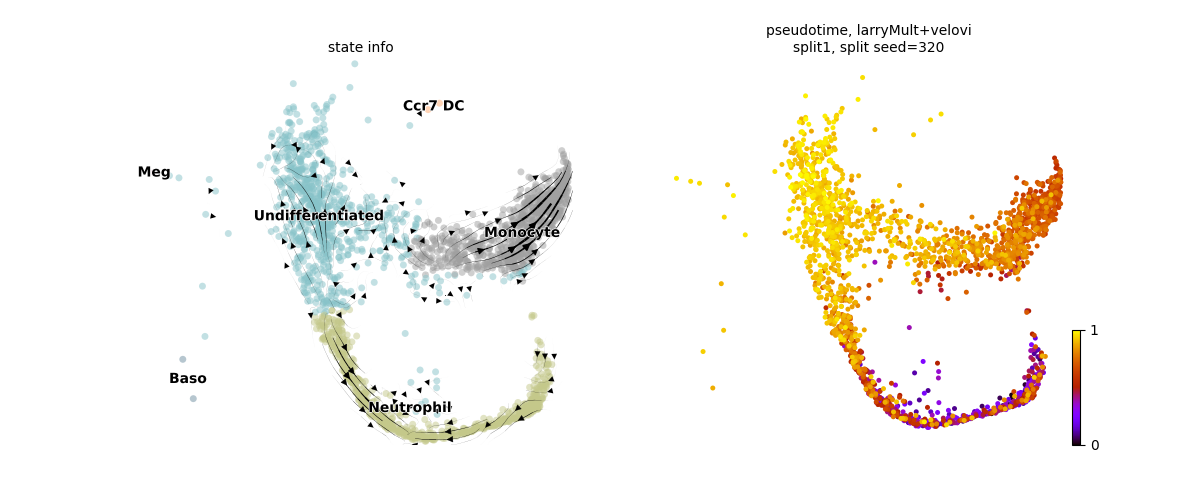 state info
pseudotime, larryMult+velovi
split1, split seed=320
Ccr7 DC
Meg
Undifferentiated
Monocyte
Baso
Neutrophil
1
0